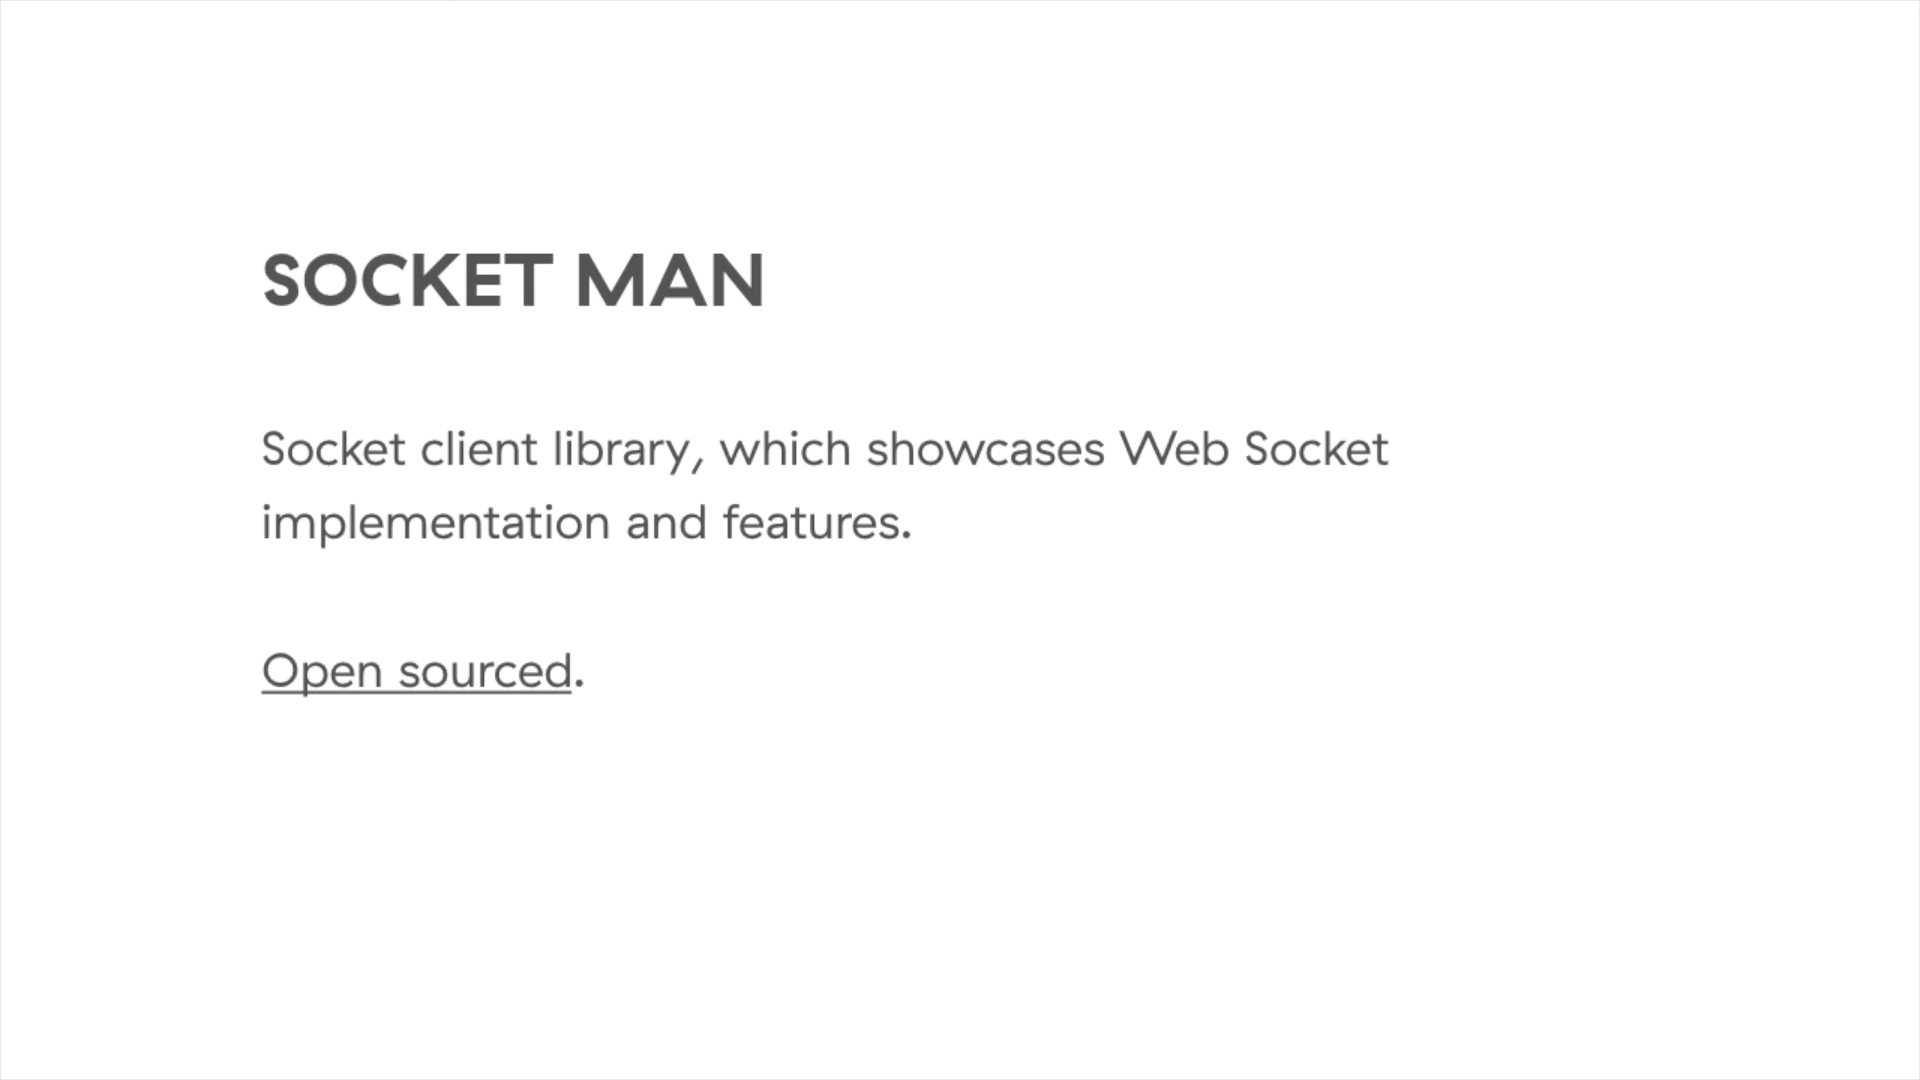 SOCKET MAN
Socket client library, which showcases Web Socket
implementation and features.
Open sourced.